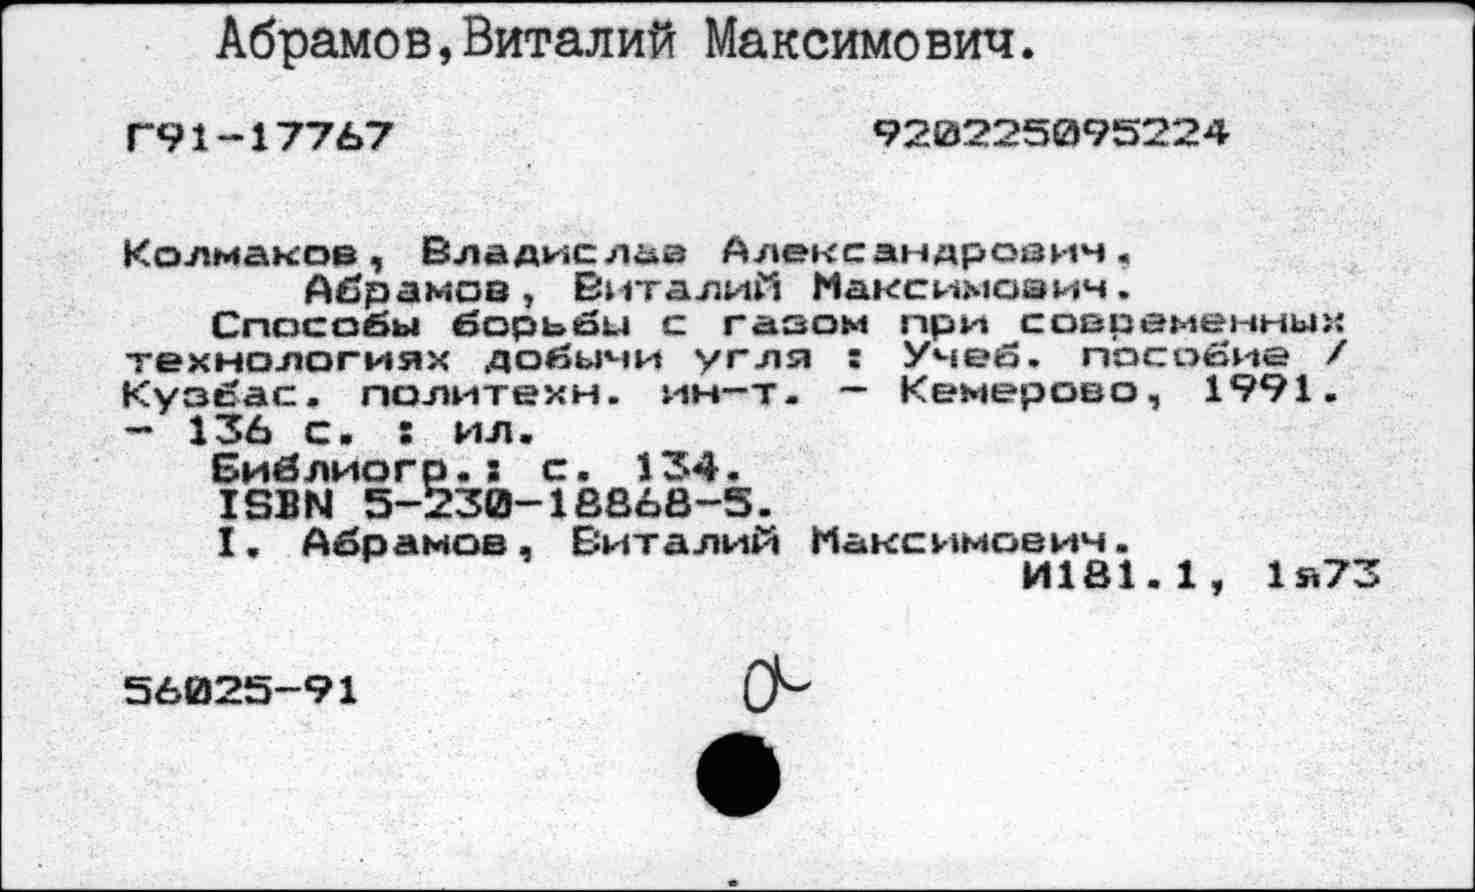 Абрамов,Виталий Максимович.
Г91-17767 920225095224
Колмаков, Владислав Александрович.
Абрамов, Виталий Максимович.
Способы борьбы с газом при современных
технологиях добычи угля : Учеб. пособие /
Кузбас. политехн. ин-т. - Кемерово, 1991.
- 136 с. : ил.
Библиогр.: с. 134.
ISBN 5-230-18868-5.
I. Абрамов, Виталий Максимович.
И181.1, 1я73
56025-91